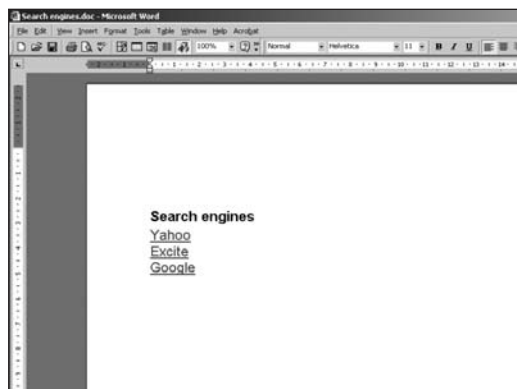 Search engines.doc - Microsoft Word
File Edit View Insert Format Tools Table Window Help Acrobat
100% Normal Helvetica 11 B I U
Search engines
Yahoo
Excite
Google